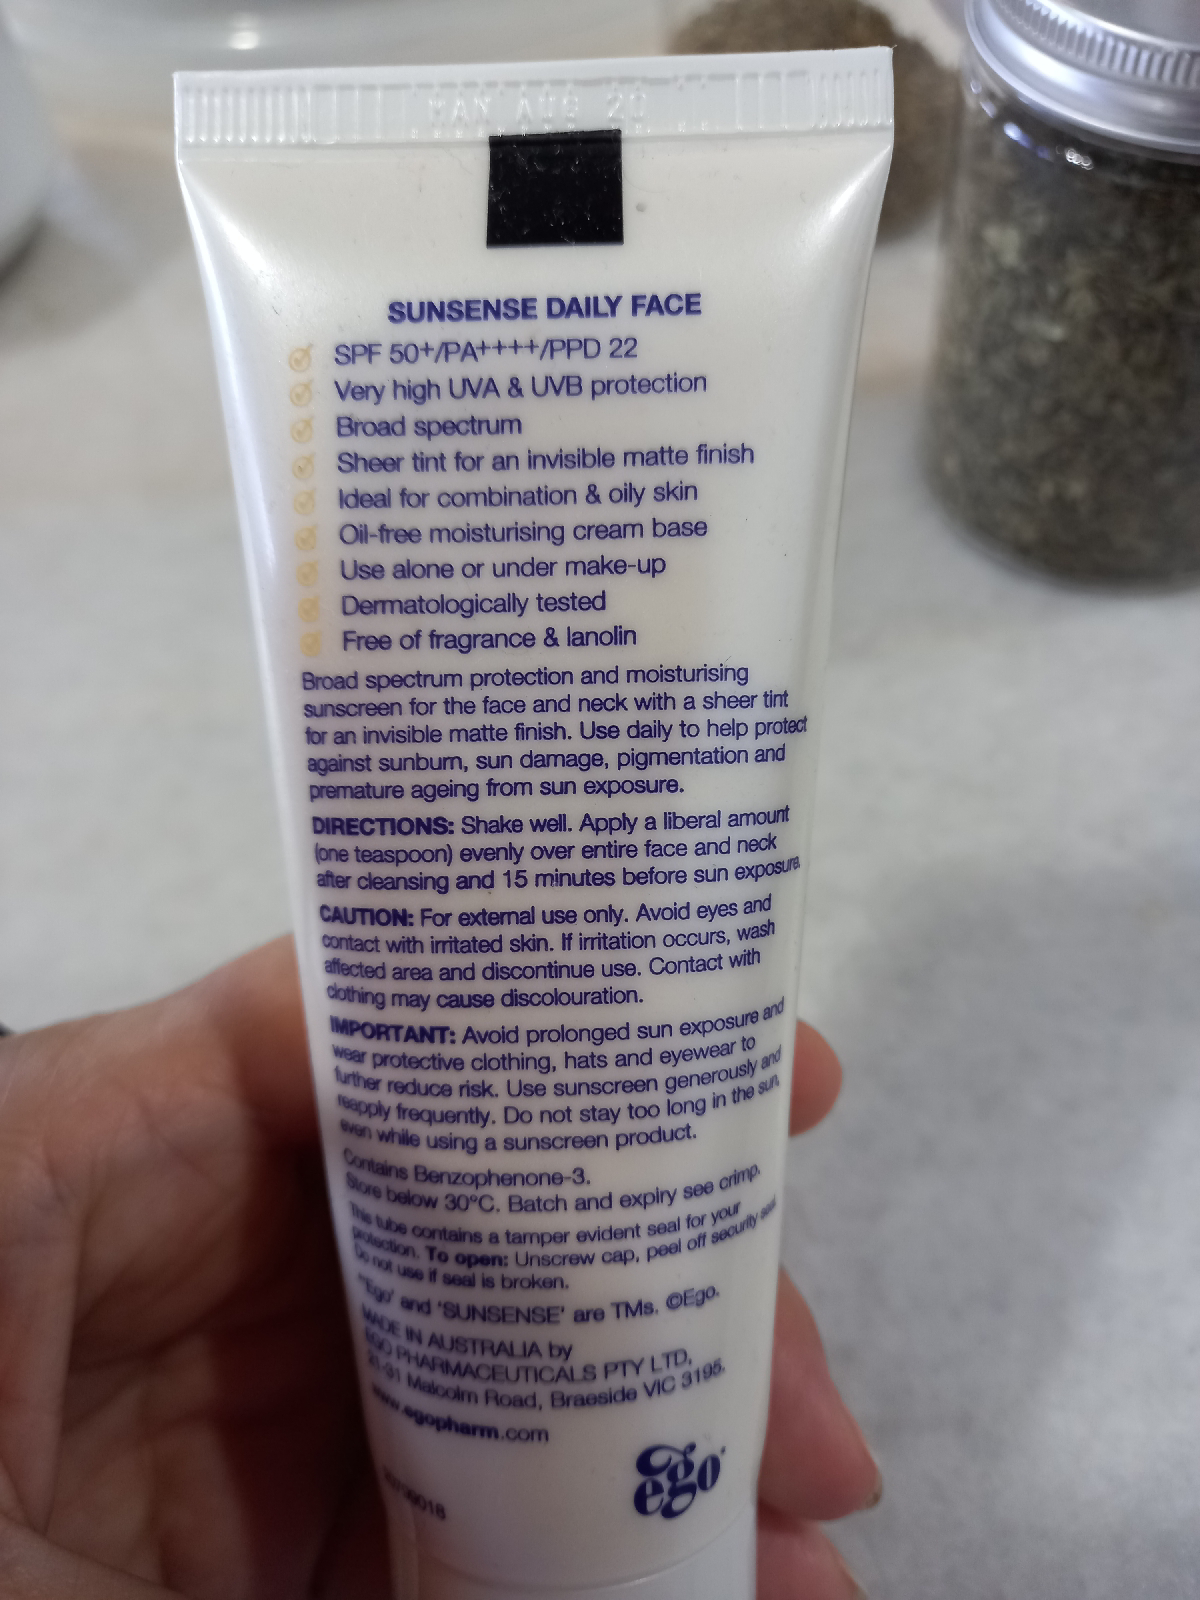 AUG 20
SUNSENSE DAILY FACE
SPF 50+/PA++++/PPD 22
Very high UVA & UVB protection
Broad spectrum
Sheer tint for an invisible matte finish
Ideal for combination & oily skin
Oil-free moisturising cream base
Use alone or under make-up
Dermatologically tested
Free of fragrance & lanolin
Broad spectrum protection and moisturising
sunscreen for the face and neck with a sheer tint
for an invisible matte finish. Use daily to help protect
against sunburn, sun damage, pigmentation and
premature ageing from sun exposure.
DIRECTIONS: Shake well. Apply a liberal amount
(one teaspoon) evenly over entire face and neck
after cleansing and 15 minutes before sun exposure.
CAUTION: For external use only. Avoid eyes and
contact with irritated skin. If irritation occurs, wash
affected area and discontinue use. Contact with
clothing may cause discolouration.
IMPORTANT: Avoid prolonged sun exposure and
wear protective clothing, hats and eyewear to
further reduce risk. Use sunscreen generously and
reapply frequently. Do not stay too long in the sun,
even while using a sunscreen product.
Contains Benzophenone-3.
Store below 30°C. Batch and expiry see crimp.
This tube contains a tamper evident seal for your
protection. To open: Unscrew cap, peel off security seal.
Do not use if seal is broken.
'Ego' and 'SUNSENSE' are TMs. ©Ego.
MADE IN AUSTRALIA by
EGO PHARMACEUTICALS PTY LTD,
21-31 Malcolm Road, Braeside VIC 3195.
www.egopharm.com
ego